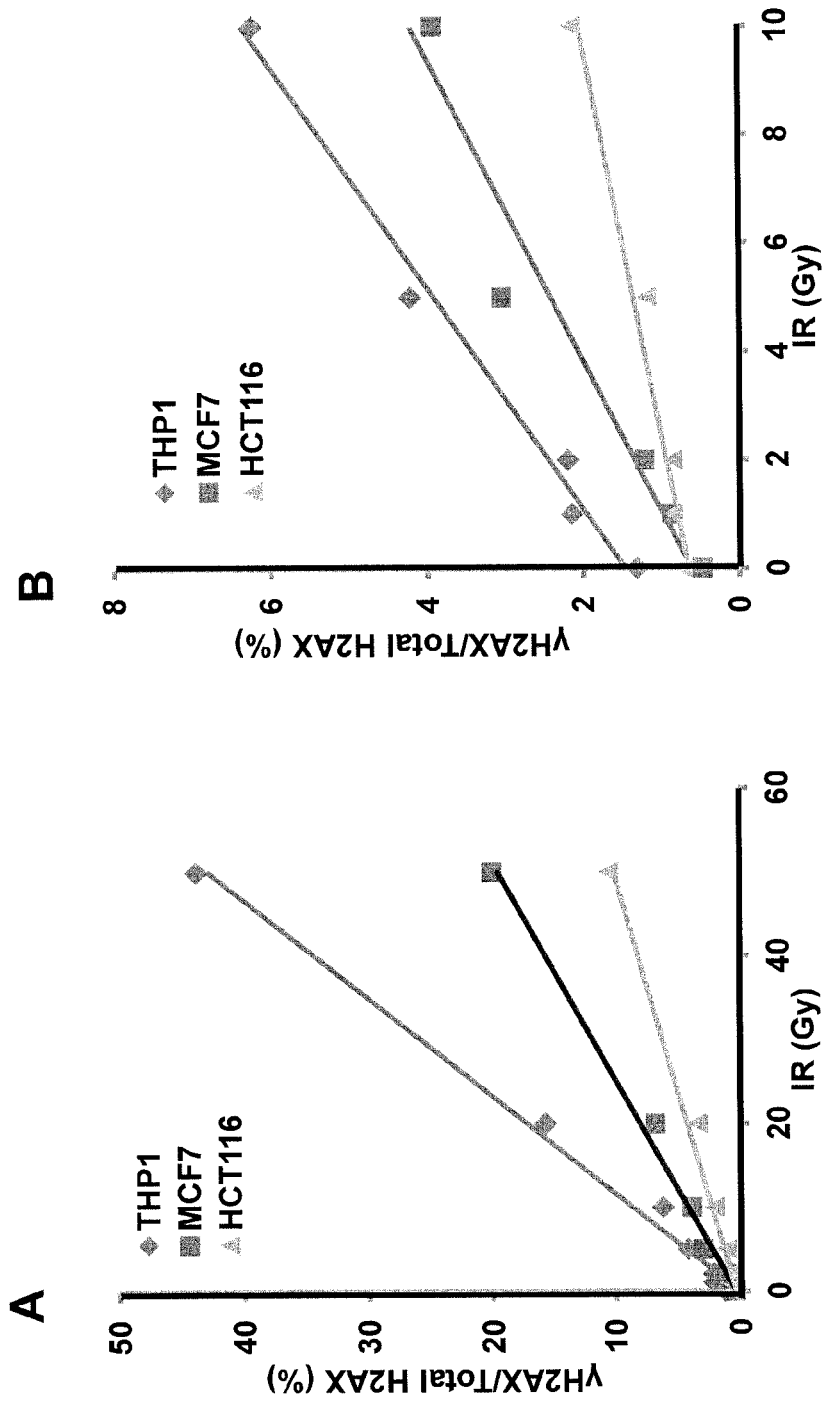 A
γH2AX/Total H2AX (%)
50
40
30
20
10
0
THP1
MCF7
HCT116
0 20 40 60
IR (Gy)
B
γH2AX/Total H2AX (%)
8
6
4
2
0
THP1
MCF7
HCT116
0 2 4 6 8 10
IR (Gy)